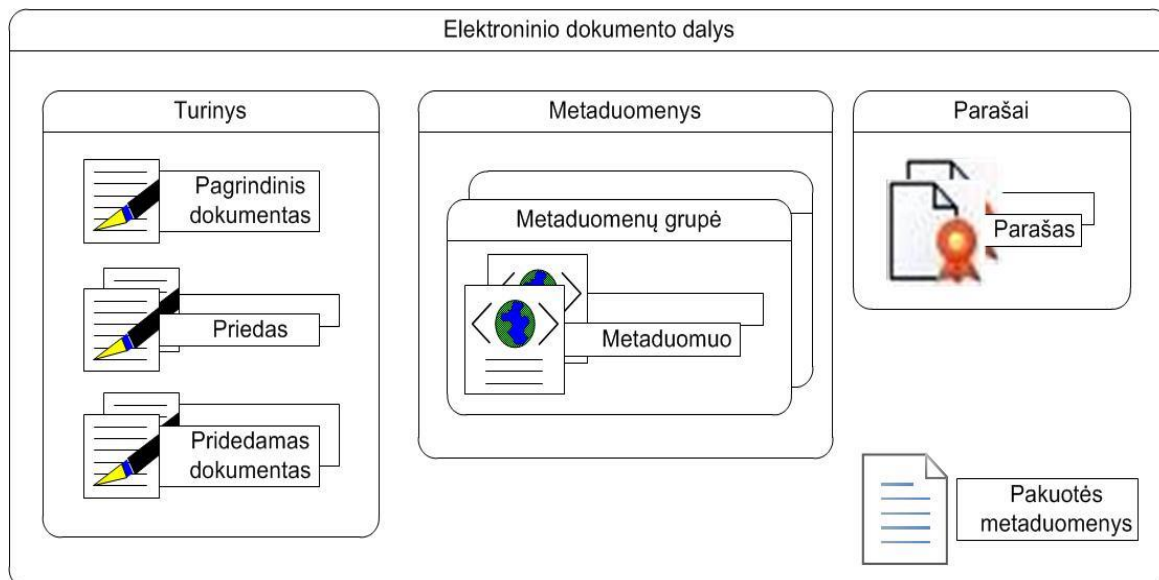 Elektroninio dokumento dalys
Turinys
Pagrindinis
dokumentas
Priedas
Pridedamas
dokumentas
Metaduomenys
Metaduomenų grupė
Metaduomuo
Parašai
Parašas
Pakuotės
metaduomenys